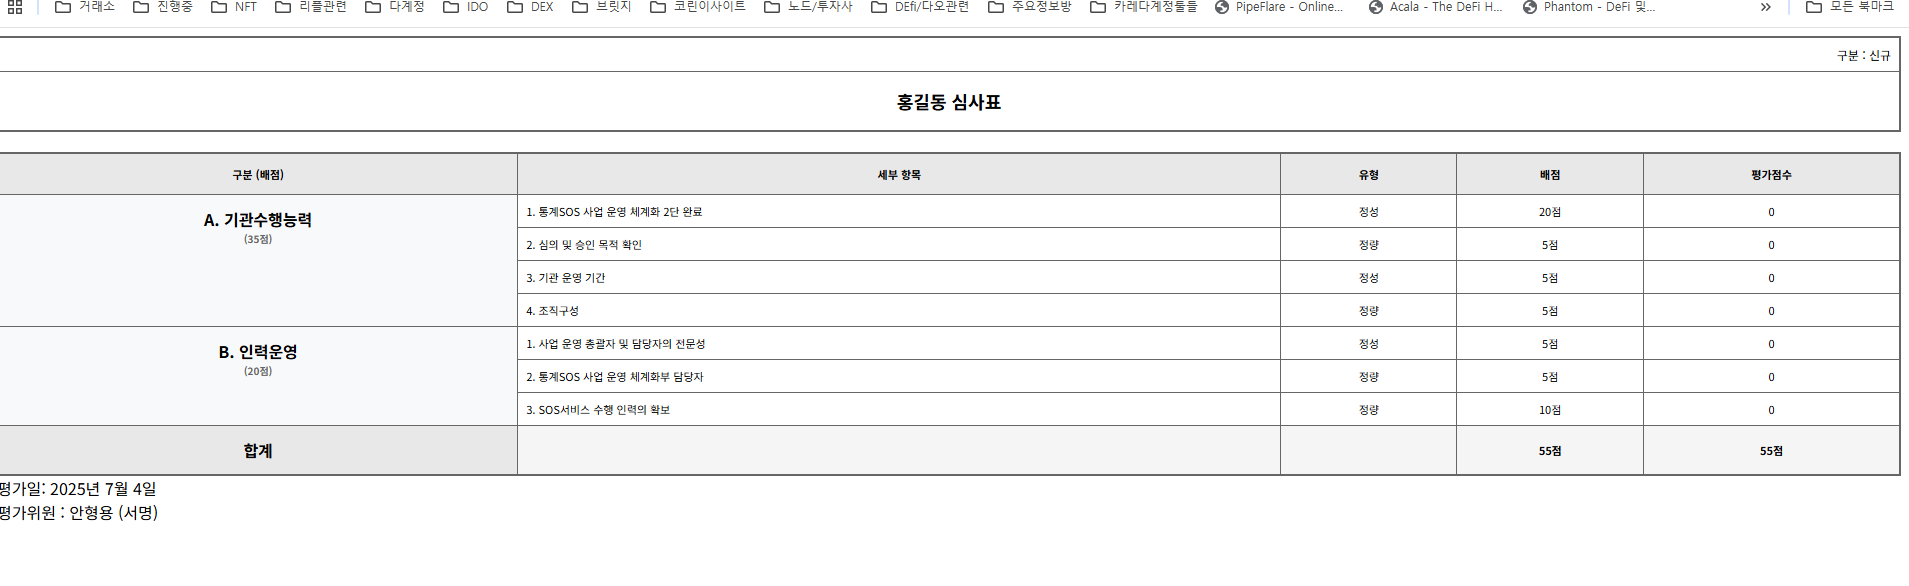 거래소 진행중 NFT 리플관련 다계정 IDO DEX 브릿지 코린이사이트 노드/투자사 DEfi/다오관련 주요정보방 카레다계정툴들 PipeFlare - Online... Acala - The DeFi H... Phantom - DeFi 및... » 모든 북마크
구분 : 신규
홍길동 심사표
구분 (배점) 세부 항목 유형 배점 평가점수
A. 기관수행능력
(35점)
1. 통계SOS 사업 운영 체계화 2단 완료 정성 20점 0
2. 심의 및 승인 목적 확인 정량 5점 0
3. 기관 운영 기간 정성 5점 0
4. 조직구성 정량 5점 0
B. 인력운영
(20점)
1. 사업 운영 총괄자 및 담당자의 전문성 정성 5점 0
2. 통계SOS 사업 운영 체계화부 담당자 정량 5점 0
3. SOS서비스 수행 인력의 확보 정량 10점 0
합계 55점 55점
평가일: 2025년 7월 4일
평가위원 : 안형용 (서명)